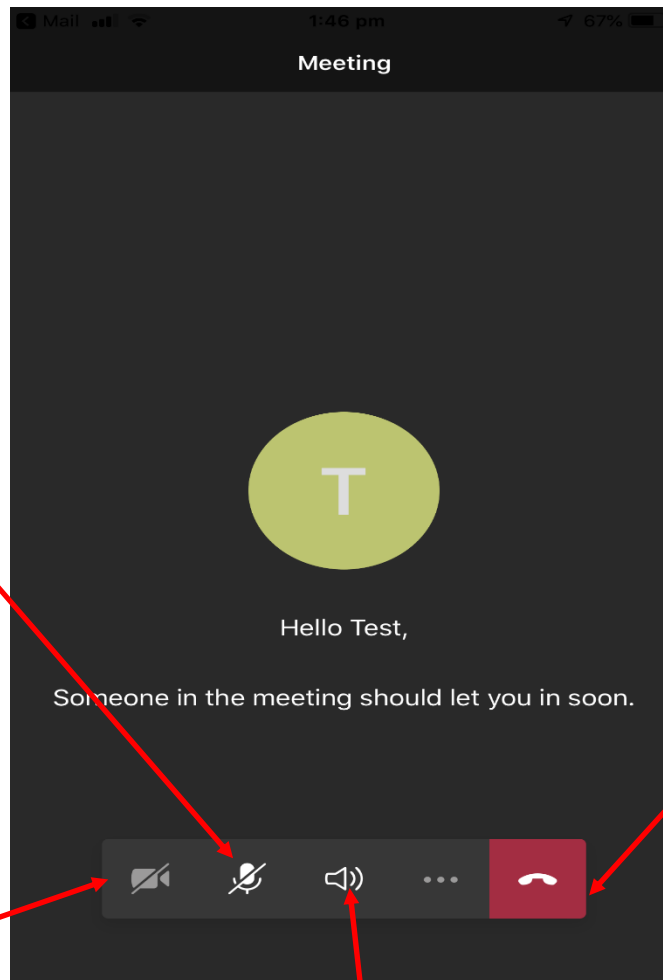 Mail 1:46 pm 67%
Meeting
T
Hello Test,
Someone in the meeting should let you in soon.